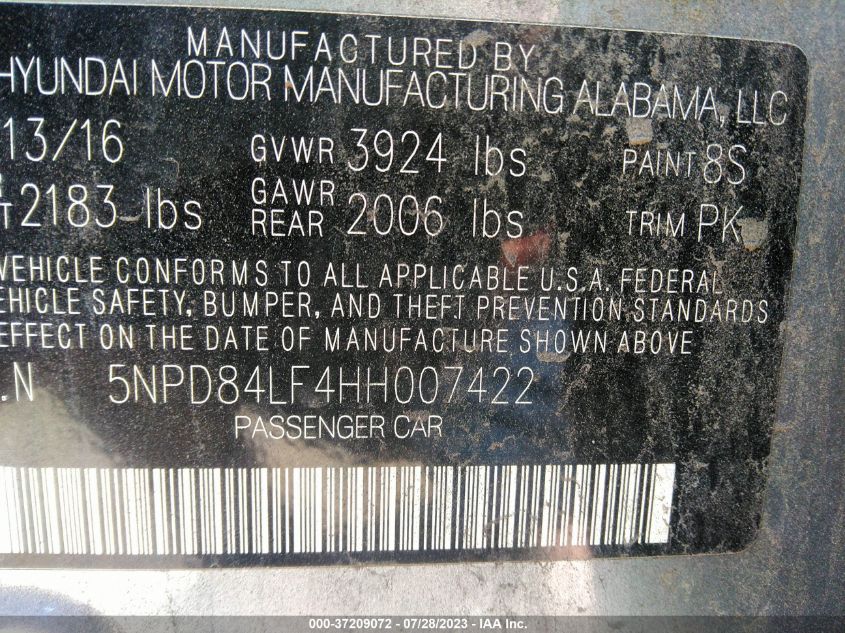 MANUFACTURED BY
HYUNDAI MOTOR MANUFACTURING ALABAMA, LLC
13/16 GVWR 3924 lbs PAINT 8S
2183 lbs GAWR REAR 2006 lbs TRIM PK
VEHICLE CONFORMS TO ALL APPLICABLE U.S.A. FEDERAL
EHICLE SAFETY, BUMPER, AND THEFT PREVENTION STANDARDS
EFFECT ON THE DATE OF MANUFACTURE SHOWN ABOVE
.N 5NPD84LF4HH007422
PASSENGER CAR
000-37209072 / 07/28/2023 - IAA Inc.